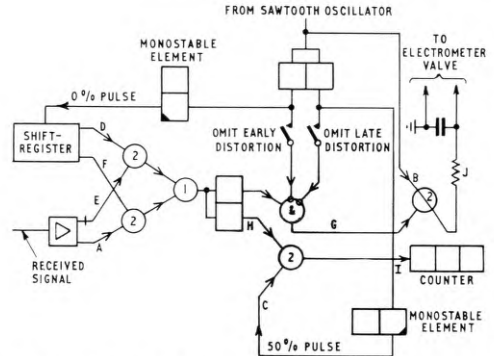 FROM SAWTOOTH OSCILLATOR
MONOSTABLE
ELEMENT
TO
ELECTROMETER
VALVE
0% PULSE
SHIFT-
REGISTER
D
F
E
A
2
2
1
OMIT EARLY
DISTORTION
OMIT LATE
DISTORTION
&
B
J
2
G
H
2
I
C
COUNTER
RECEIVED
SIGNAL
50% PULSE
MONOSTABLE
ELEMENT